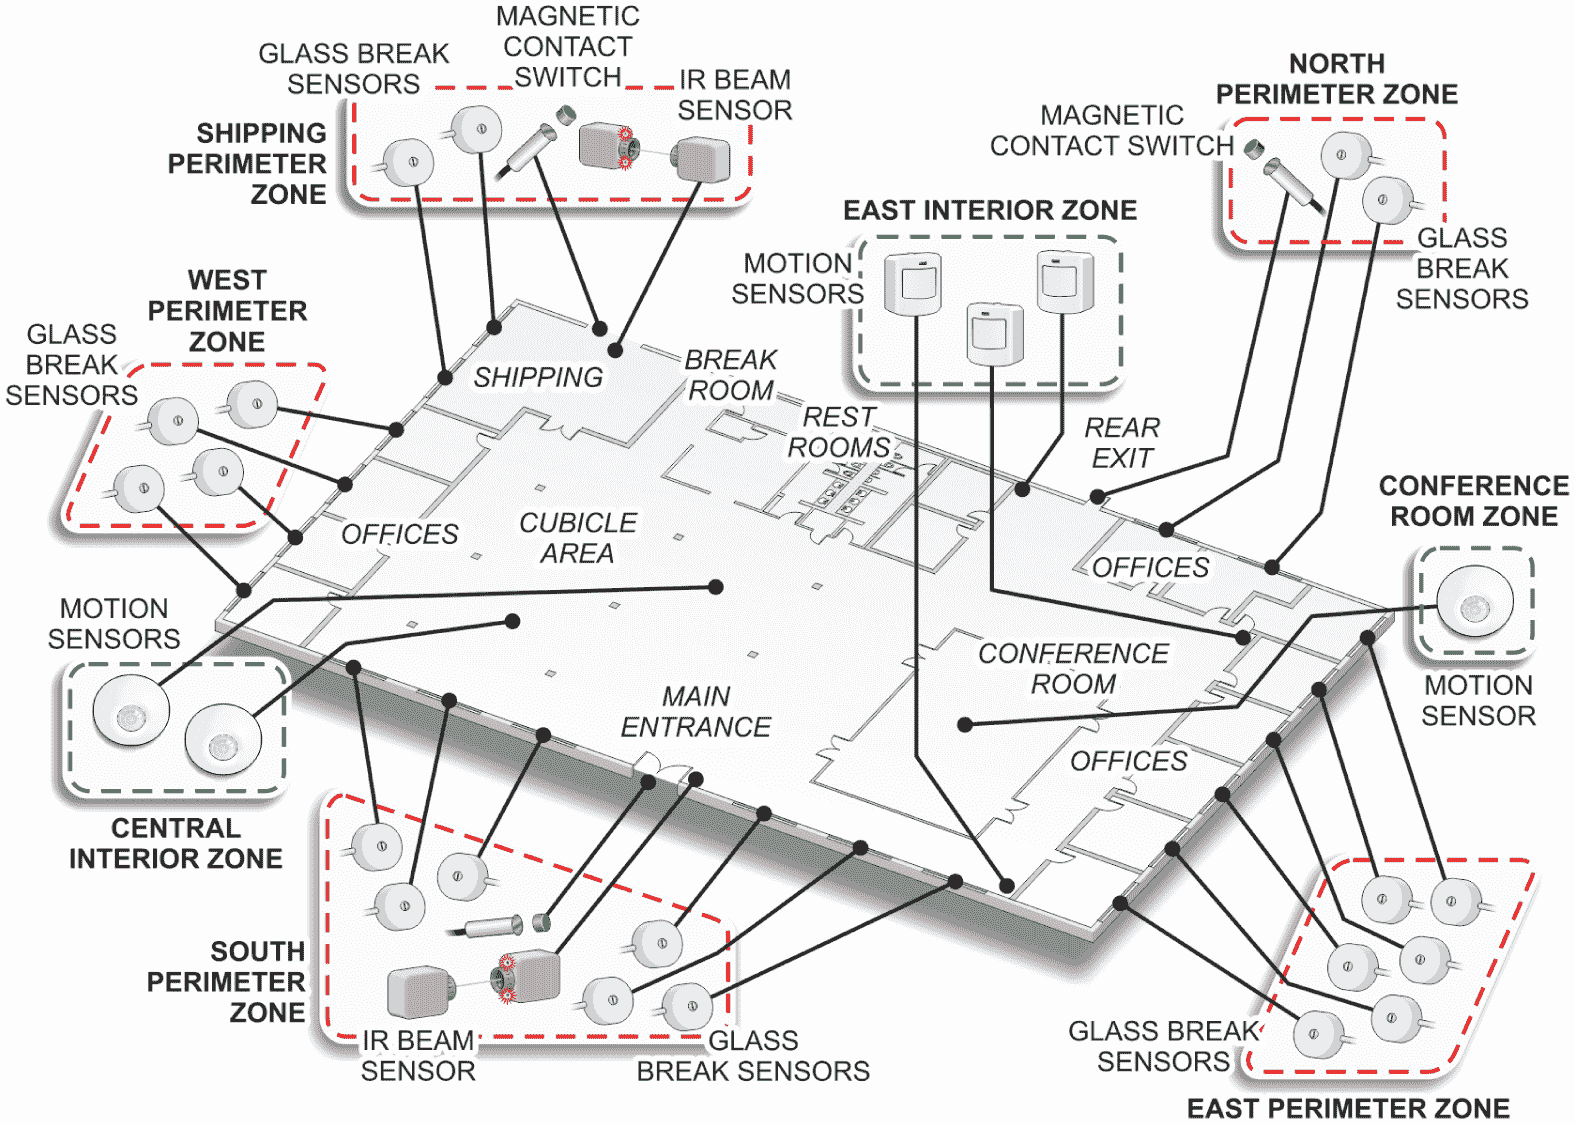 MAGNETIC
CONTACT
SWITCH
GLASS BREAK
SENSORS
IR BEAM
SENSOR
SHIPPING
PERIMETER
ZONE
NORTH
PERIMETER ZONE
MAGNETIC
CONTACT SWITCH
GLASS
BREAK
SENSORS
EAST INTERIOR ZONE
MOTION
SENSORS
WEST
PERIMETER
ZONE
GLASS
BREAK
SENSORS
SHIPPING
BREAK
ROOM
REST
ROOMS
REAR
EXIT
CONFERENCE
ROOM ZONE
OFFICES
CUBICLE
AREA
OFFICES
MOTION
SENSORS
CONFERENCE
ROOM
MOTION
SENSOR
MAIN
ENTRANCE
OFFICES
CENTRAL
INTERIOR ZONE
SOUTH
PERIMETER
ZONE
IR BEAM
SENSOR
GLASS
BREAK SENSORS
GLASS BREAK
SENSORS
EAST PERIMETER ZONE